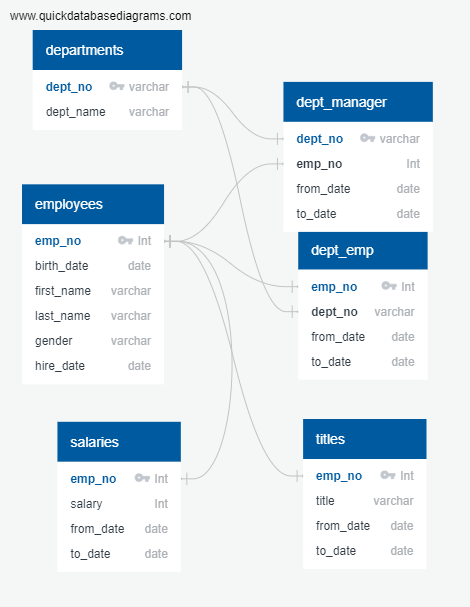 www.quickdatabasediagrams.com
departments
dept_no varchar
dept_name varchar
dept_manager
dept_no varchar
emp_no Int
from_date date
to_date date
employees
emp_no Int
birth_date date
first_name varchar
last_name varchar
gender varchar
hire_date date
dept_emp
emp_no Int
dept_no varchar
from_date date
to_date date
salaries
emp_no Int
salary Int
from_date date
to_date date
titles
emp_no Int
title varchar
from_date date
to_date date